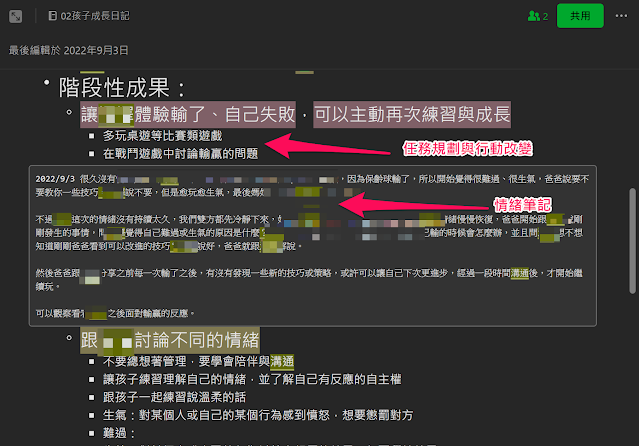 02孩子成長日記
2
共用
最後編輯於 2022年9月3日
階段性成果：
讓 體驗輸了、自己失敗，可以主動再次練習與成長
多玩桌遊等比賽類遊戲
任務規劃與行動改變
在戰鬥遊戲中討論輸贏的問題
2022/9/3 很久沒有 ，因為保齡球輸了，所以開始覺得很難過、很生氣，爸爸說要不
要教你一些技巧 說不要，但是愈玩愈生氣，最後媽
情緒筆記
不過 這次的情緒沒有持續太久，我們雙方都先冷靜下來， 緒慢慢恢復，爸爸開始跟 剛
剛發生的事情， 覺得自己難過或生氣的原因是什麼 輸的時候會怎麼辦，並且問 想不想
知道剛剛爸爸看到可以改進的技巧 說好，爸爸就跟 說。
然後爸爸跟 分享之前每一次輸了之後，有沒有發現一些新的技巧或策略，或許可以讓自己下次更進步，經過一段時間溝通後，才開始繼
續玩。
可以觀察看 之後面對輸贏的反應。
跟 討論不同的情緒
不要總想著管理，要學會陪伴與溝通
讓孩子練習理解自己的情緒，並了解自己有反應的自主權
跟孩子一起練習說溫柔的話
生氣：對某個人或自己的某個行為感到憤怒，想要懲罰對方
難過：